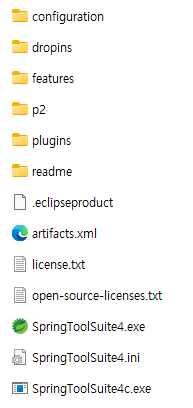 configuration
dropins
features
p2
plugins
readme
.eclipseproduct
artifacts.xml
license.txt
open-source-licenses.txt
SpringToolSuite4.exe
SpringToolSuite4.ini
SpringToolSuite4c.exe